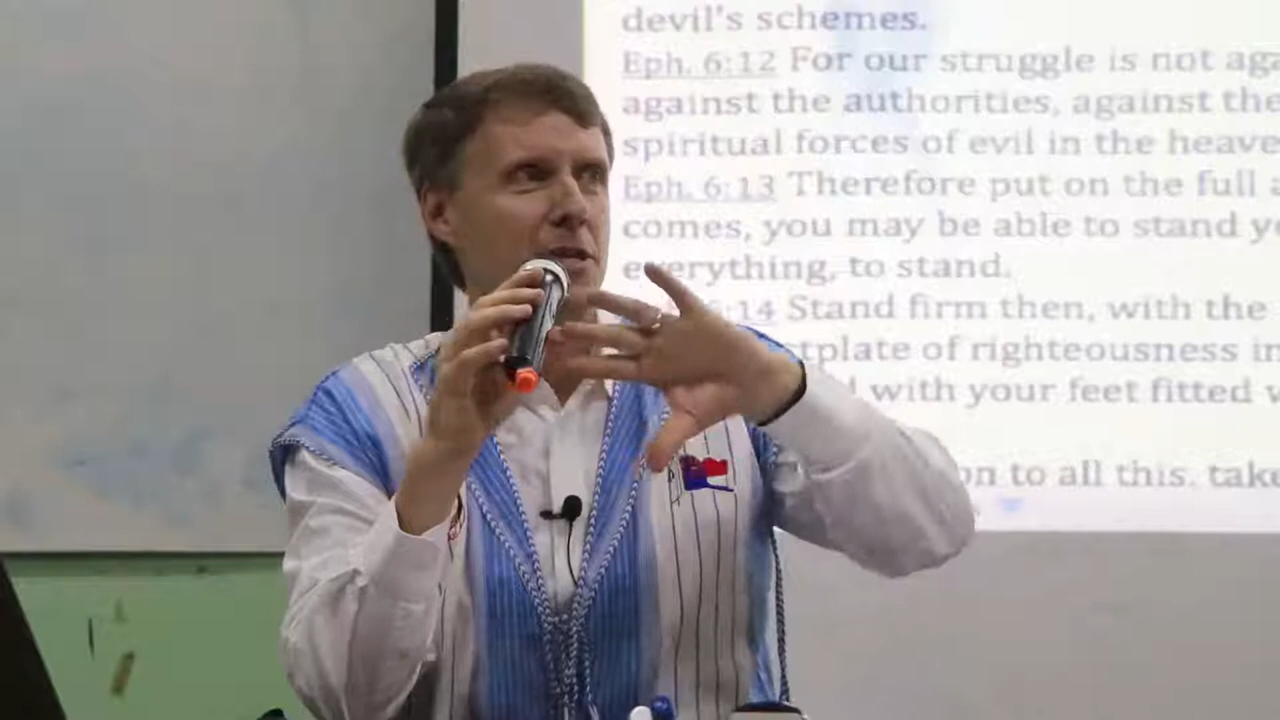 devil's schemes.
Eph. 6:12 For our struggle is not aga
against the authorities, against the
spiritual forces of evil in the heave
Eph. 6:13 Therefore put on the full a
comes, you may be able to stand y
everything, to stand.
:14 Stand firm then, with the
tplate of righteousness in
with your feet fitted
on to all this. take